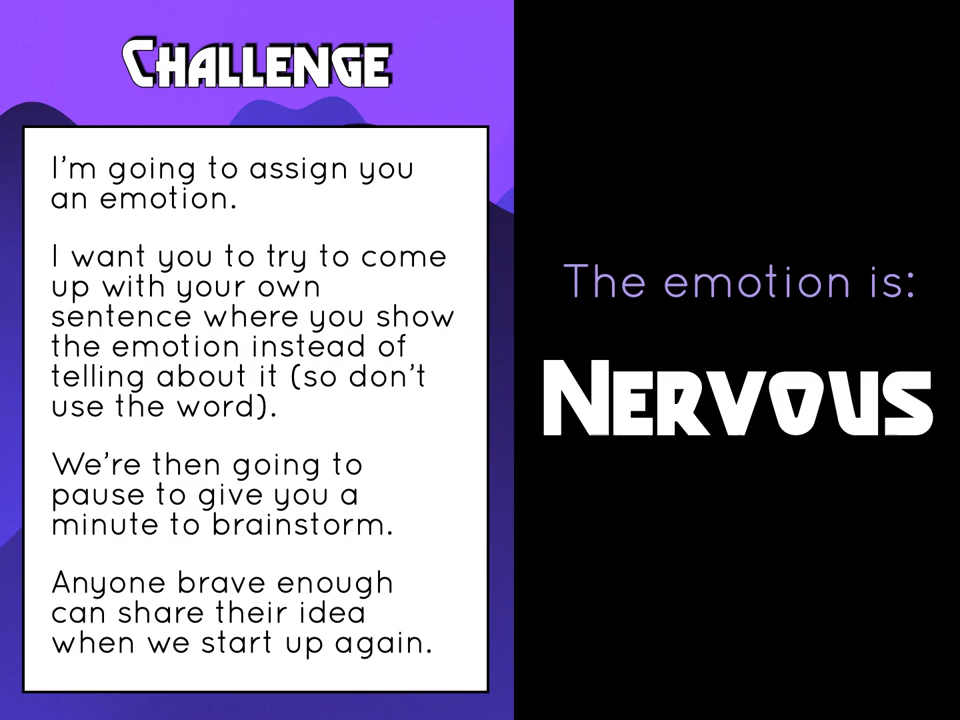 Challenge
I'm going to assign you
an emotion.
I want you to try to come
up with your own
sentence where you show
the emotion instead of
telling about it (so don't
use the word).
We're then going to
pause to give you a
minute to brainstorm.
Anyone brave enough
can share their idea
when we start up again.
The emotion is:
Nervous